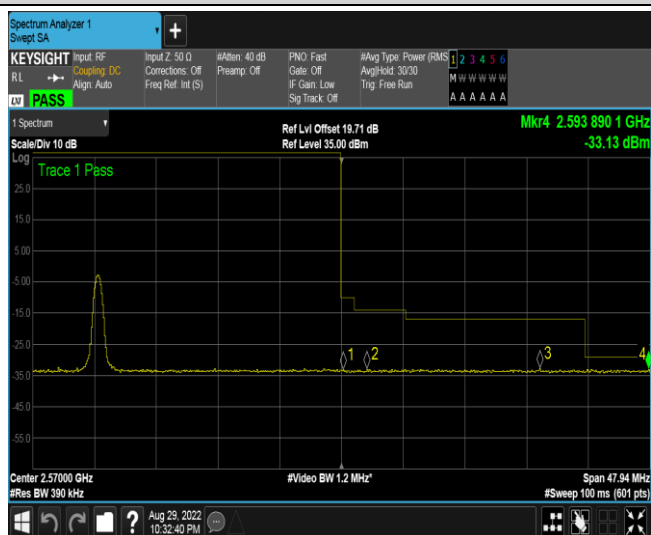 Spectrum Analyzer 1
Swept SA
+
KEYSIGHT
RL
LXI PASS
Input: RF
Coupling: DC
Align: Auto
Input Z: 50 Ω
Corrections: Off
Freq Ref: Int (S)
#Atten: 40 dB
Preamp: Off
PNO: Fast
Gate: Off
IF Gain: Low
Sig Track: Off
#Avg Type: Power (RMS
Avg|Hold: 30/30
Trig: Free Run
1 2 3 4 5 6
M W W W W W
A A A A A A
1 Spectrum
Scale/Div 10 dB
Ref Lvl Offset 19.71 dB
Ref Level 35.00 dBm
Mkr4 2.593 890 1 GHz
-33.13 dBm
Log
Trace 1 Pass
25.0
15.0
5.00
-5.00
-15.0
-25.0
-35.0
-45.0
-55.0
1
2
3
4
Center 2.57000 GHz
#Res BW 390 kHz
#Video BW 1.2 MHz*
Span 47.94 MHz
#Sweep 100 ms (601 pts)
?
Aug 29, 2022
10:32:40 PM